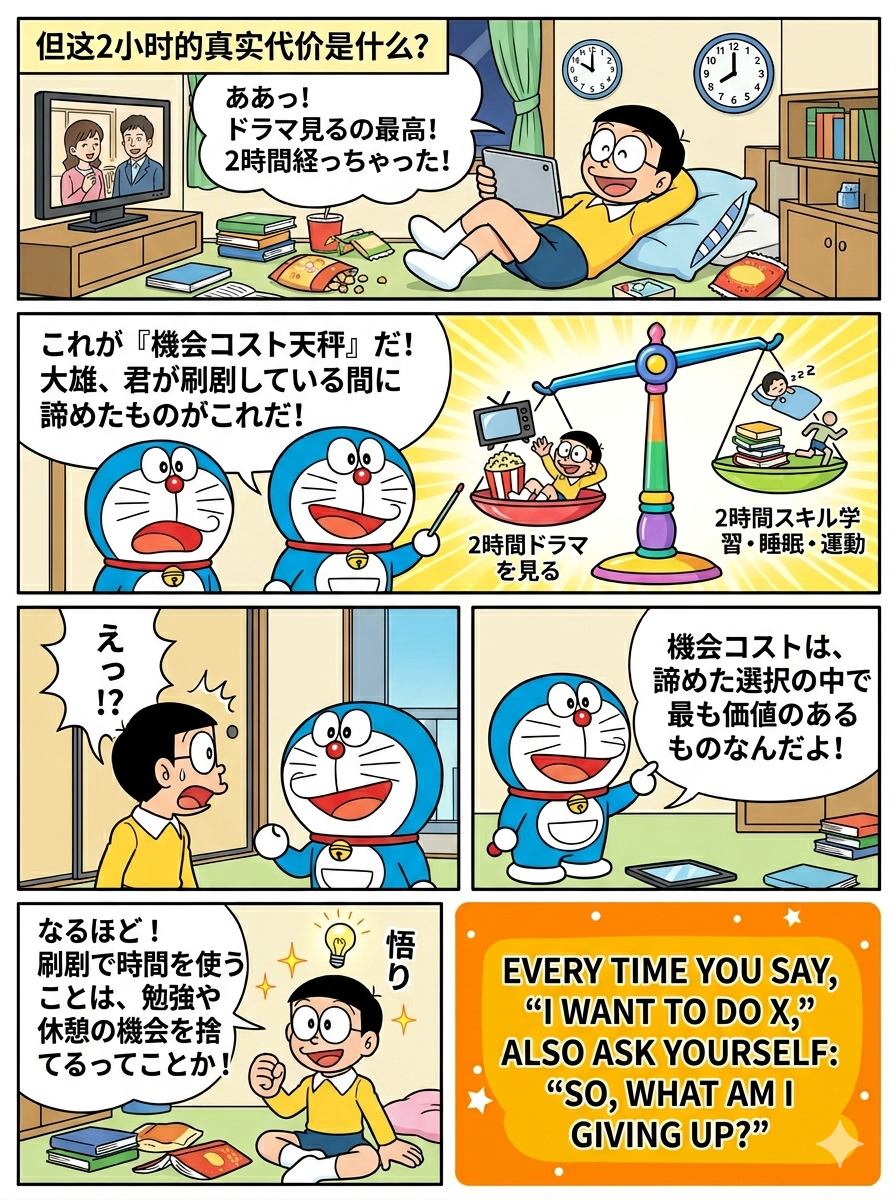 但这2小时的真实代价是什么?
ああっ!
ドラマ見るの最高!
2時間経っちゃった!
これが『機会コスト天秤』だ!
大雄、君が刷剧している間に
諦めたものがこれだ!
zzz
2時間ドラマ
を見る
2時間スキル学
習・睡眠・運動
えっ!?
機会コストは、
諦めた選択の中で
最も価値のある
ものなんだよ!
なるほど!
刷剧で時間を使う
ことは、勉強や
休憩の機会を捨
てるってことか!
悟り
EVERY TIME YOU SAY,
“I WANT TO DO X,”
ALSO ASK YOURSELF:
“SO, WHAT AM I
GIVING UP?”